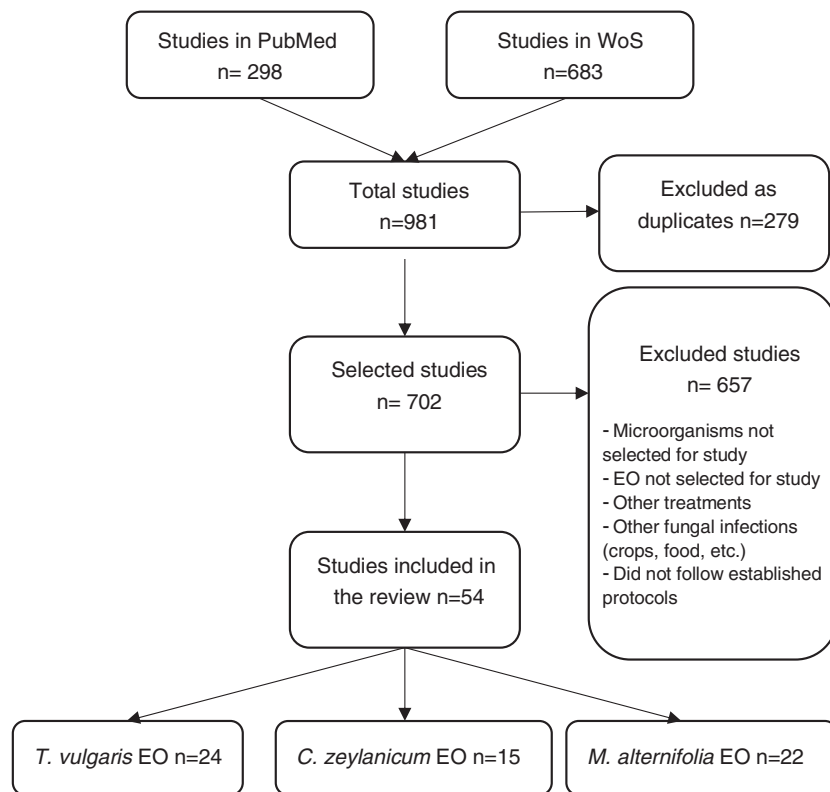 Studies in PubMed
n= 298
Studies in WoS
n=683
Total studies
n=981
Excluded as
duplicates n=279
Selected studies
n= 702
Excluded studies
n= 657
- Microorganisms not
selected for study
- EO not selected for study
- Other treatments
- Other fungal infections
(crops, food, etc.)
- Did not follow established
protocols
Studies included in
the review n=54
T. vulgaris EO n=24
C. zeylanicum EO n=15
M. alternifolia EO n=22